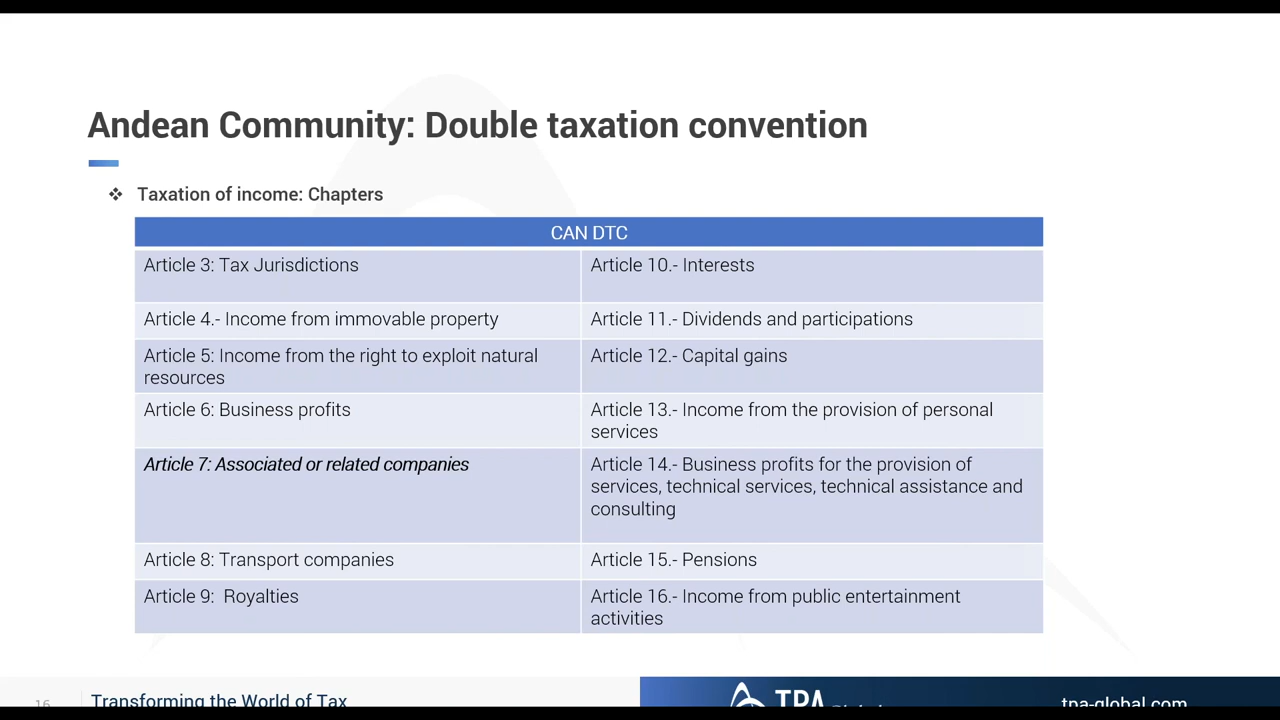 Andean Community: Double taxation convention
❖ Taxation of income: Chapters
CAN DTC
Article 3: Tax Jurisdictions
Article 10.- Interests
Article 4.- Income from immovable property
Article 11.- Dividends and participations
Article 5: Income from the right to exploit natural
resources
Article 12.- Capital gains
Article 6: Business profits
Article 13.- Income from the provision of personal
services
Article 7: Associated or related companies
Article 14.- Business profits for the provision of
services, technical services, technical assistance and
consulting
Article 8: Transport companies
Article 15.- Pensions
Article 9:  Royalties
Article 16.- Income from public entertainment
activities
16
Transforming the World of Tax
TPA
Global
tpa-global.com